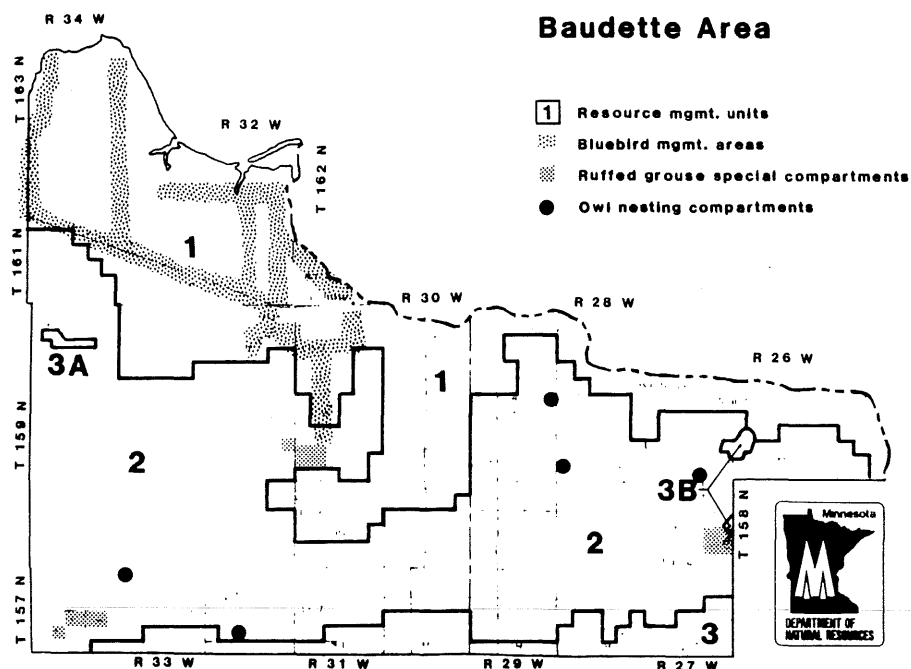 Baudette Area
1 Resource mgmt. units
Bluebird mgmt. areas
Ruffed grouse special compartments
Owl nesting compartments
R 34 W
T 163 N
R 32 W
T 162 N
T 161 N
1
R 30 W
R 28 W
R 26 W
3A
1
T 159 N
2
3B
T 158 N
2
T 157 N
3
R 33 W
R 31 W
R 29 W
R 27 W
Minnesota
DEPARTMENT OF
NATURAL RESOURCES